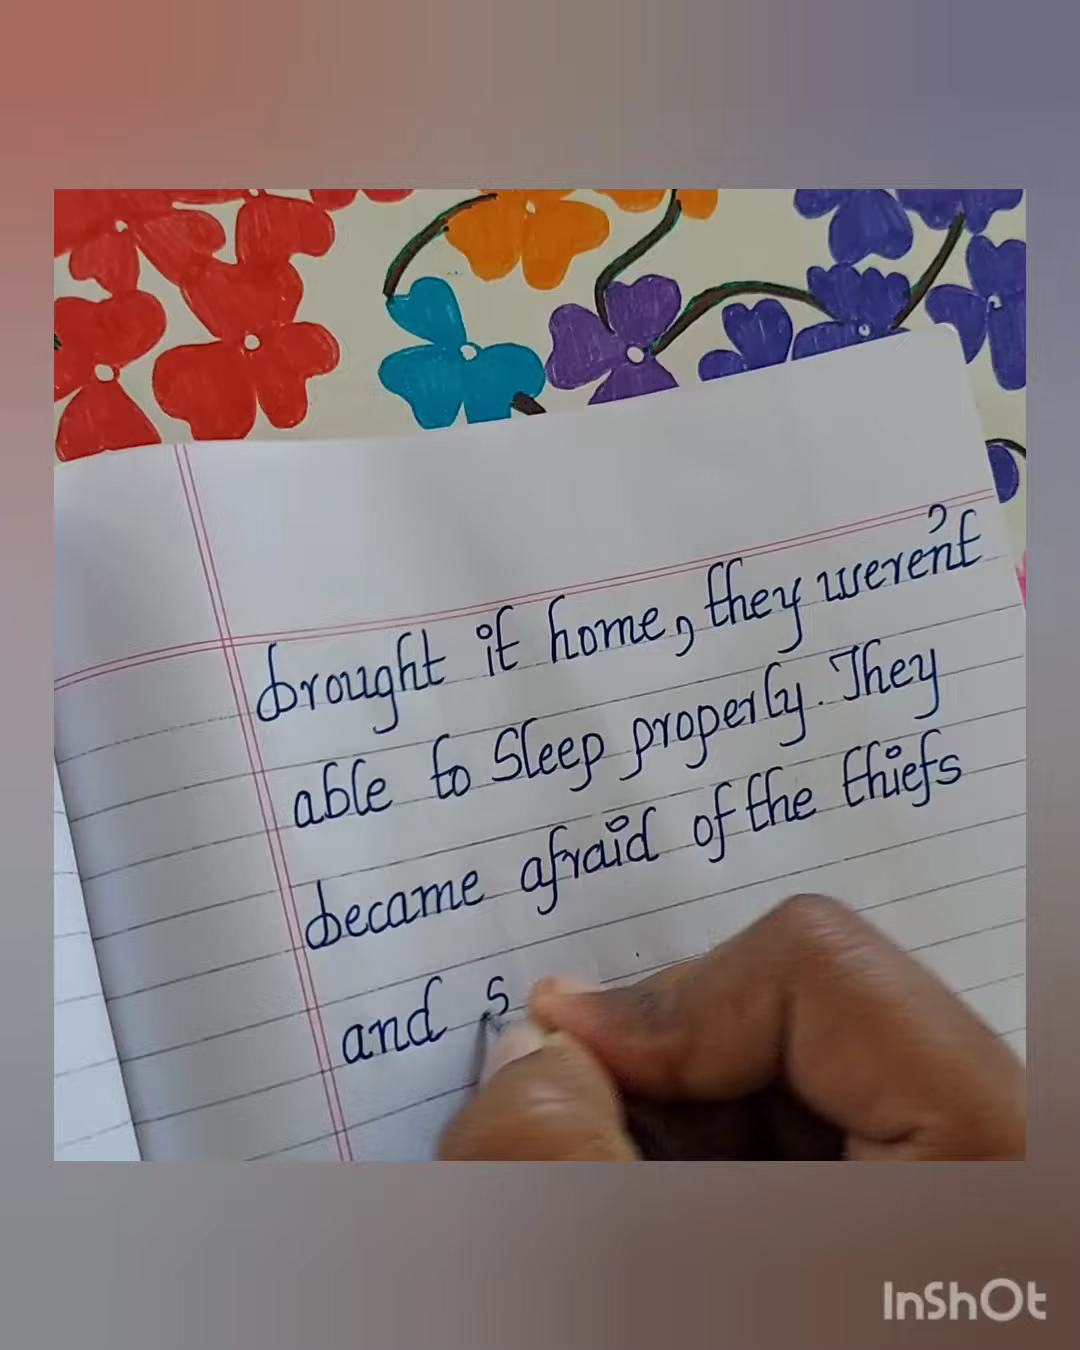 brought it home, they weren't
able to Sleep properly. They
became afraid of the thiefs
and s
InShOt